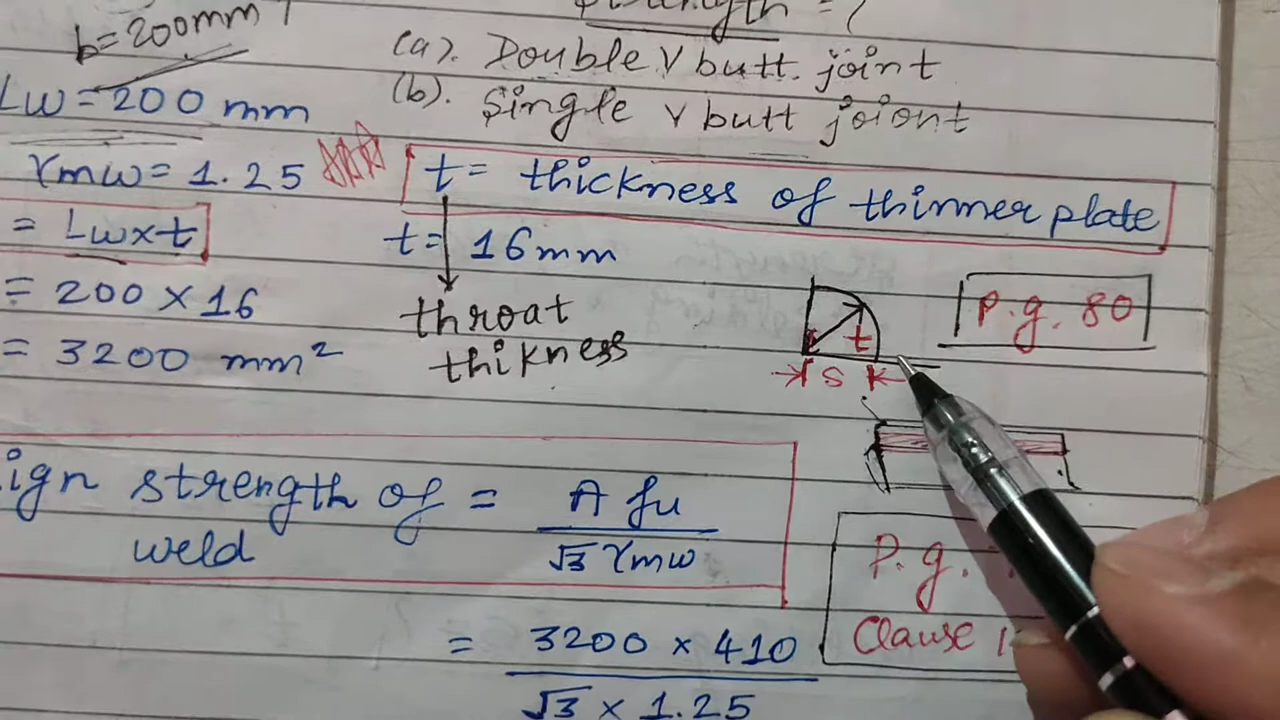 strength = ?
b=200mm
(a). Double V butt joint
Lw = 200 mm
(b). Single V butt joiont
γmw = 1.25
t = thickness of thinner plate
= Lw×t
t = 16mm
= 200 × 16
throat
thikness
t
S
P.g. 80
= 3200 mm²
ign strength of = A fu
weld
√3 γmw
P.g.
Clause
= 3200 × 410
√3 × 1.25